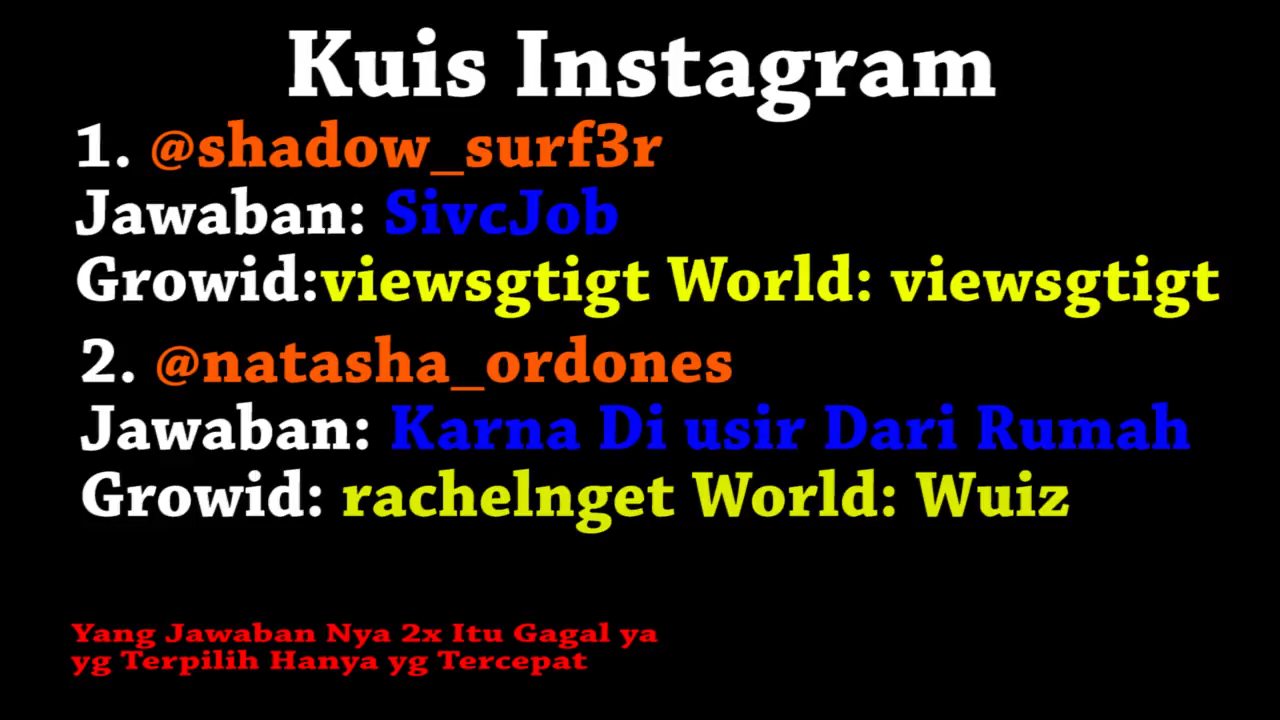 Kuis Instagram
1. @shadow_surf3r
Jawaban: SivcJob
Growid:viewsgtigt World: viewsgtigt
2. @natasha_ordones
Jawaban: Karna Di usir Dari Rumah
Growid: rachelnget World: Wuiz
Yang Jawaban Nya 2x Itu Gagal ya
yg Terpilih Hanya yg Tercepat